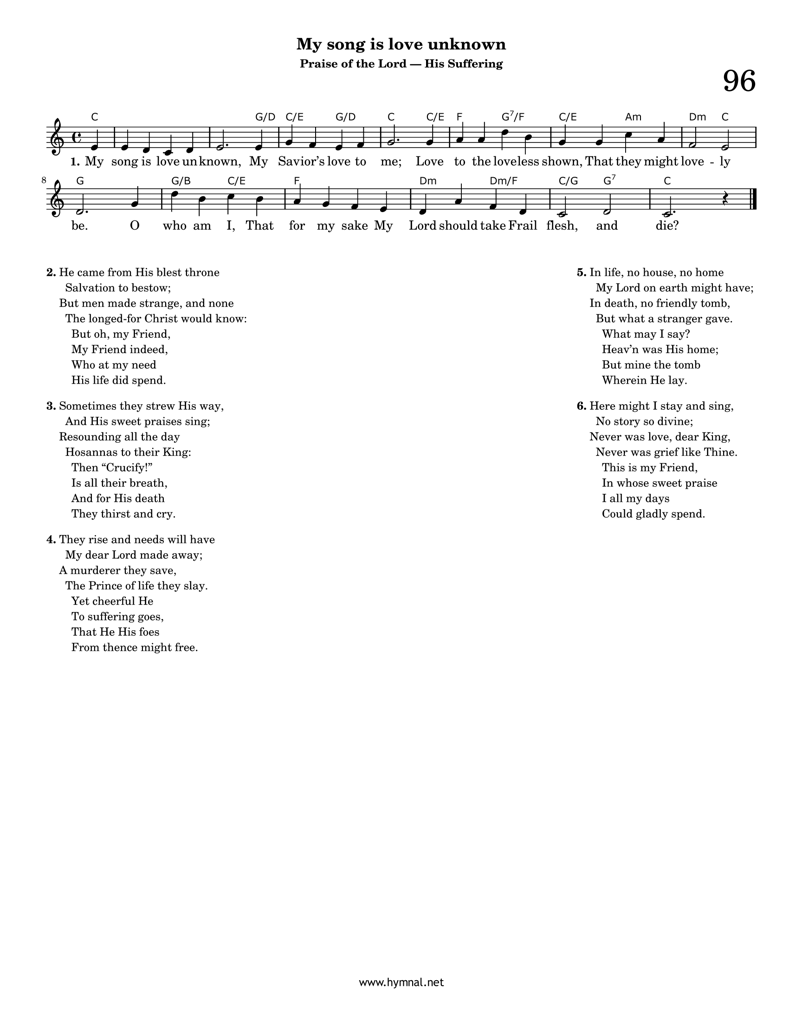 My song is love unknown
Praise of the Lord — His Suffering
96
C G/D C/E G/D C C/E F G7/F C/E Am Dm C
1. My song is love unknown, My Savior's love to me; Love to the loveless shown, That they might love - ly
8 G G/B C/E F Dm Dm/F C/G G7 C
be. O who am I, That for my sake My Lord should take Frail flesh, and die?
2. He came from His blest throne
Salvation to bestow;
But men made strange, and none
The longed-for Christ would know:
But oh, my Friend,
My Friend indeed,
Who at my need
His life did spend.
3. Sometimes they strew His way,
And His sweet praises sing;
Resounding all the day
Hosannas to their King:
Then “Crucify!”
Is all their breath,
And for His death
They thirst and cry.
4. They rise and needs will have
My dear Lord made away;
A murderer they save,
The Prince of life they slay.
Yet cheerful He
To suffering goes,
That He His foes
From thence might free.
5. In life, no house, no home
My Lord on earth might have;
In death, no friendly tomb,
But what a stranger gave.
What may I say?
Heav'n was His home;
But mine the tomb
Wherein He lay.
6. Here might I stay and sing,
No story so divine;
Never was love, dear King,
Never was grief like Thine.
This is my Friend,
In whose sweet praise
I all my days
Could gladly spend.
www.hymnal.net